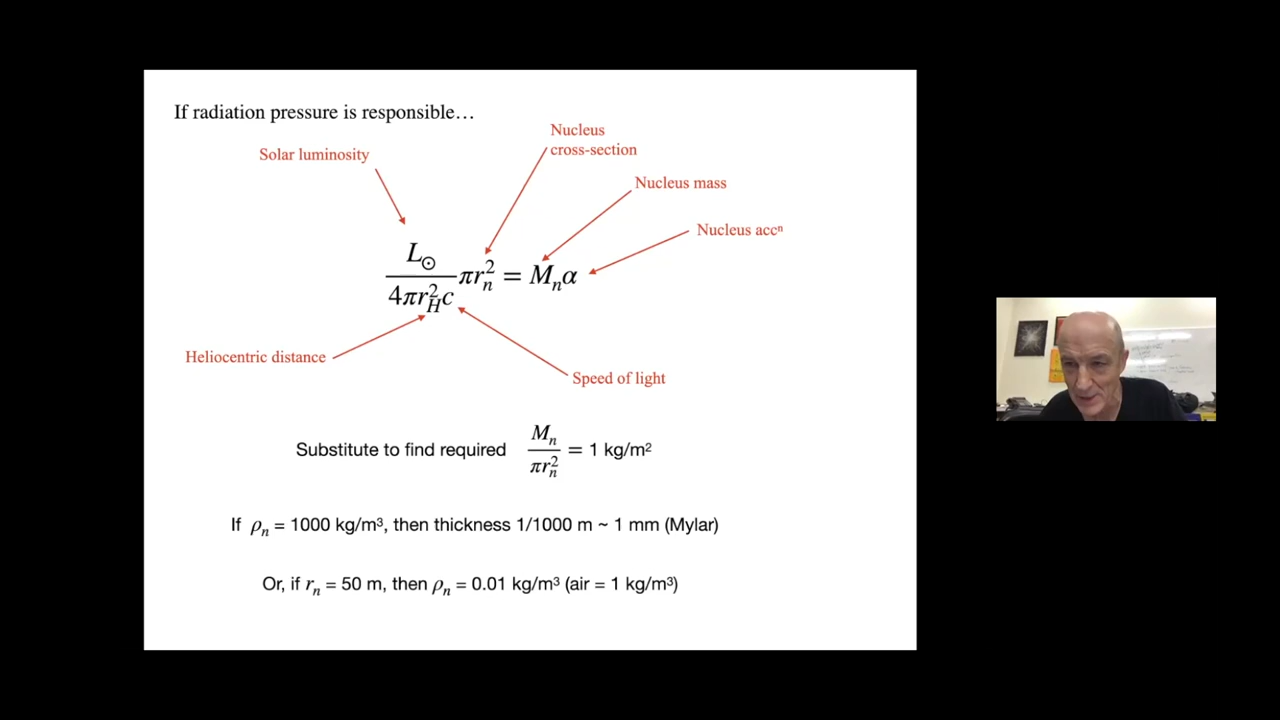 If radiation pressure is responsible…
Nucleus
cross-section
Solar luminosity
Nucleus mass
Nucleus accⁿ
L☉ / 4πr_H²c πr_n² = M_nα
Heliocentric distance
Speed of light
Substitute to find required M_n / πr_n² = 1 kg/m²
If ρ_n = 1000 kg/m³, then thickness 1/1000 m ~ 1 mm (Mylar)
Or, if r_n = 50 m, then ρ_n = 0.01 kg/m³ (air = 1 kg/m³)